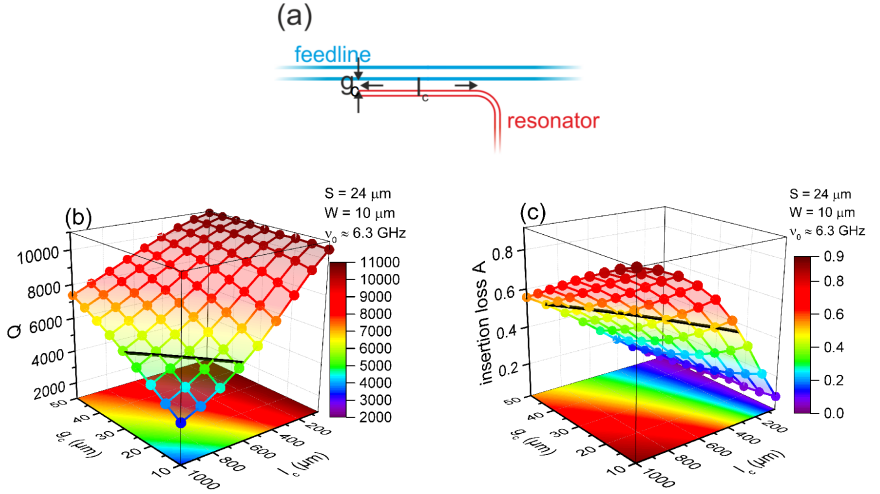 (a)
feedline
g c
l c
resonator
(b)
S = 24 μm
W = 10 μm
ν₀ ≈ 6.3 GHz
10000
8000
6000
4000
2000
Q
11000
10000
9000
8000
7000
6000
5000
4000
3000
2000
50
40
30
20
10
g_c (μm)
1000
800
600
400
200
l_c (μm)
(c)
S = 24 μm
W = 10 μm
ν₀ ≈ 6.3 GHz
0.8
0.6
0.4
0.2
insertion loss A
0.9
0.8
0.6
0.4
0.2
0.0
50
40
30
20
10
g_c (μm)
1000
800
600
400
200
l_c (μm)